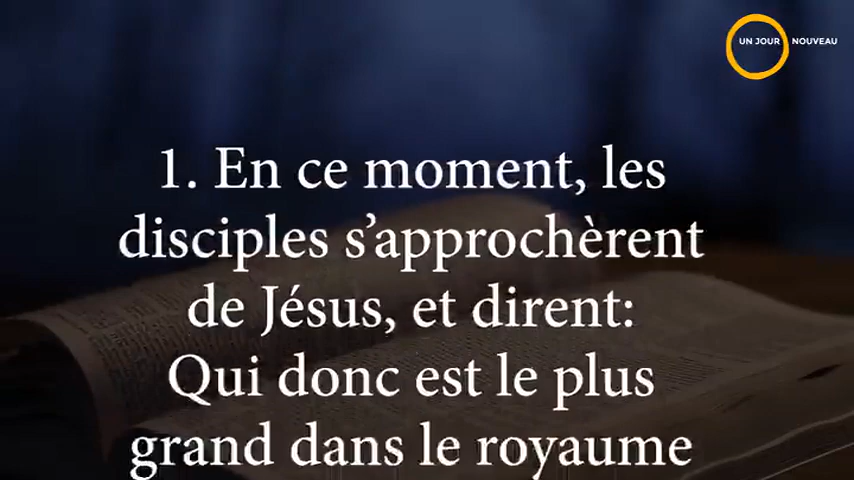 UN JOUR NOUVEAU
1. En ce moment, les
disciples s’approchèrent
de Jésus, et dirent:
Qui donc est le plus
grand dans le royaume